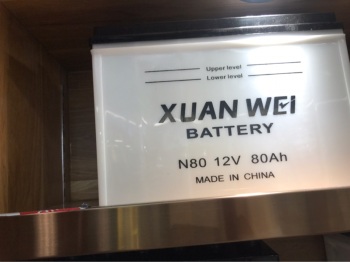 Upper level
Lower level
XUAN WEI
BATTERY
N80 12V 80Ah
MADE IN CHINA